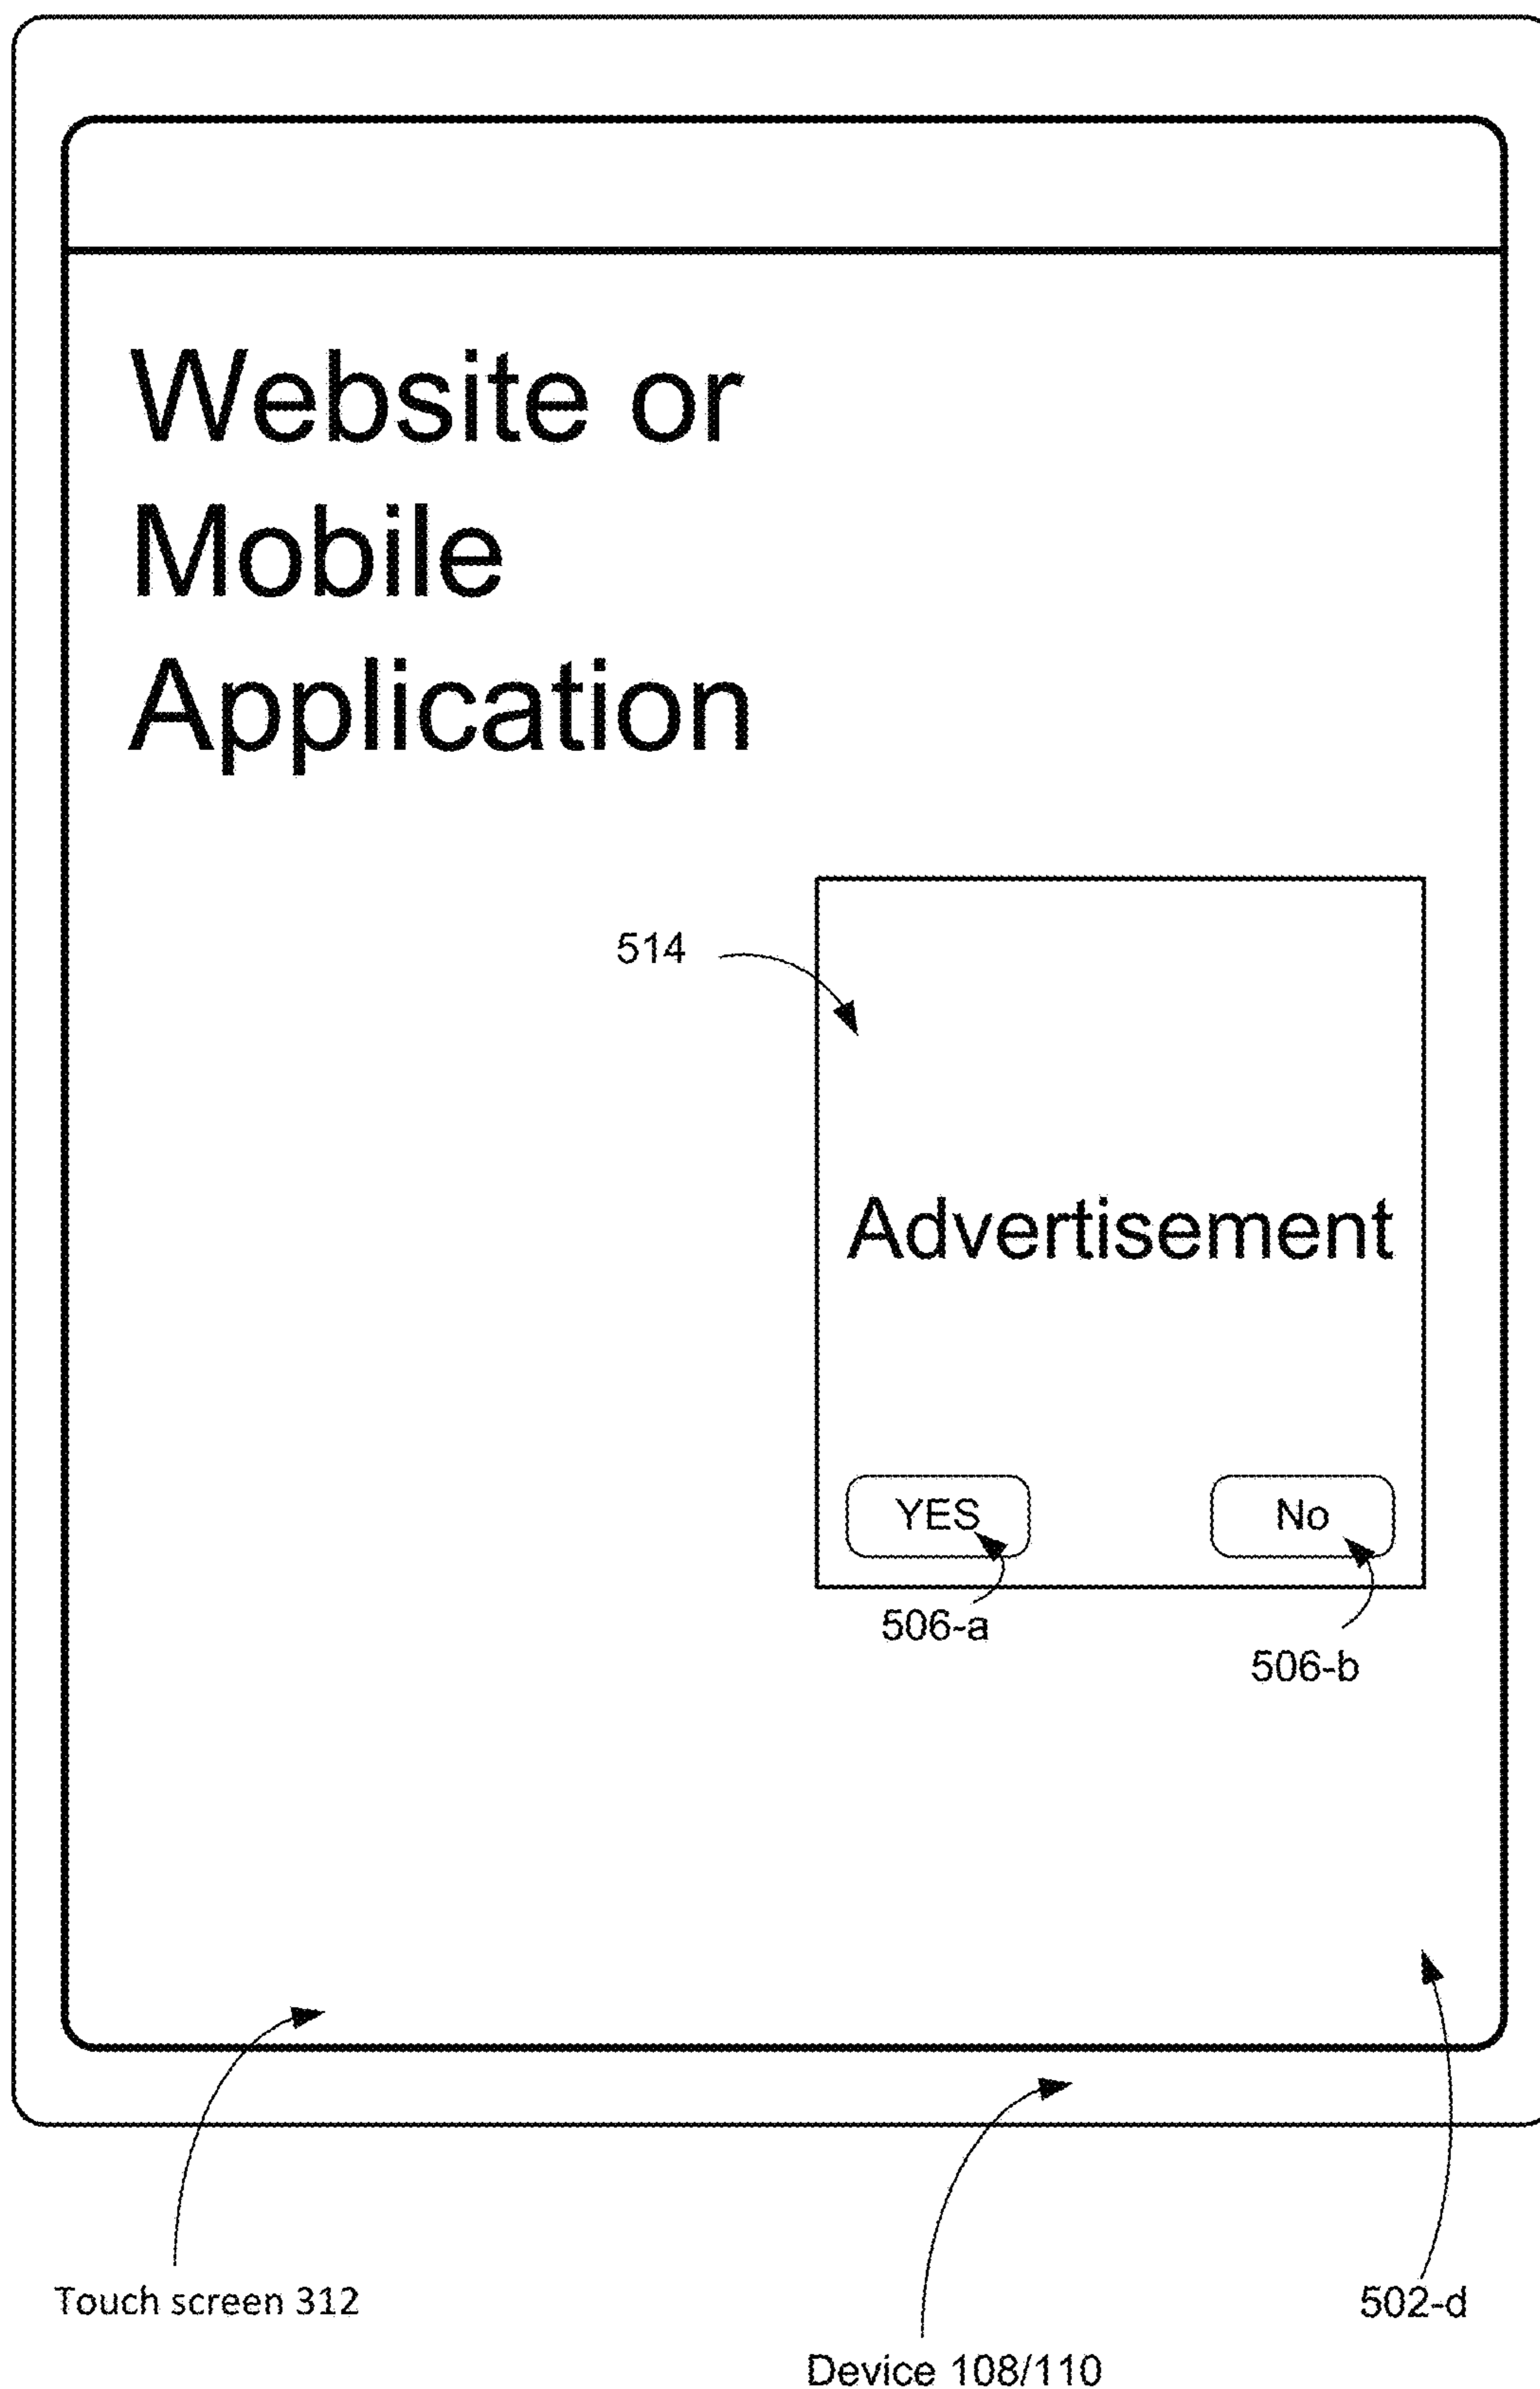 Website or
Mobile
Application
514
Advertisement
YES
No
506-a
506-b
Touch screen 312
502-d
Device 108/110